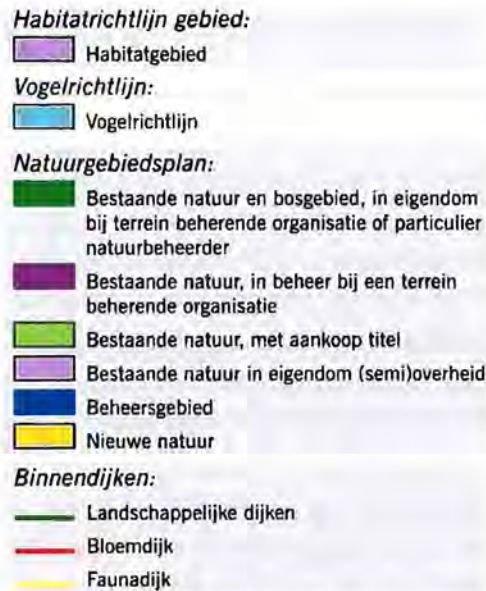 Habitatrichtlijn gebied:
Habitatgebied
Vogelrichtlijn:
Vogelrichtlijn
Natuurgebiedsplan:
Bestaande natuur en bosgebied, in eigendom
bij terrein beherende organisatie of particulier
natuurbeheerder
Bestaande natuur, in beheer bij een terrein
beherende organisatie
Bestaande natuur, met aankoop titel
Bestaande natuur in eigendom (semi)overheid
Beheersgebied
Nieuwe natuur
Binnendijken:
Landschappelijke dijken
Bloemdijk
Faunadijk